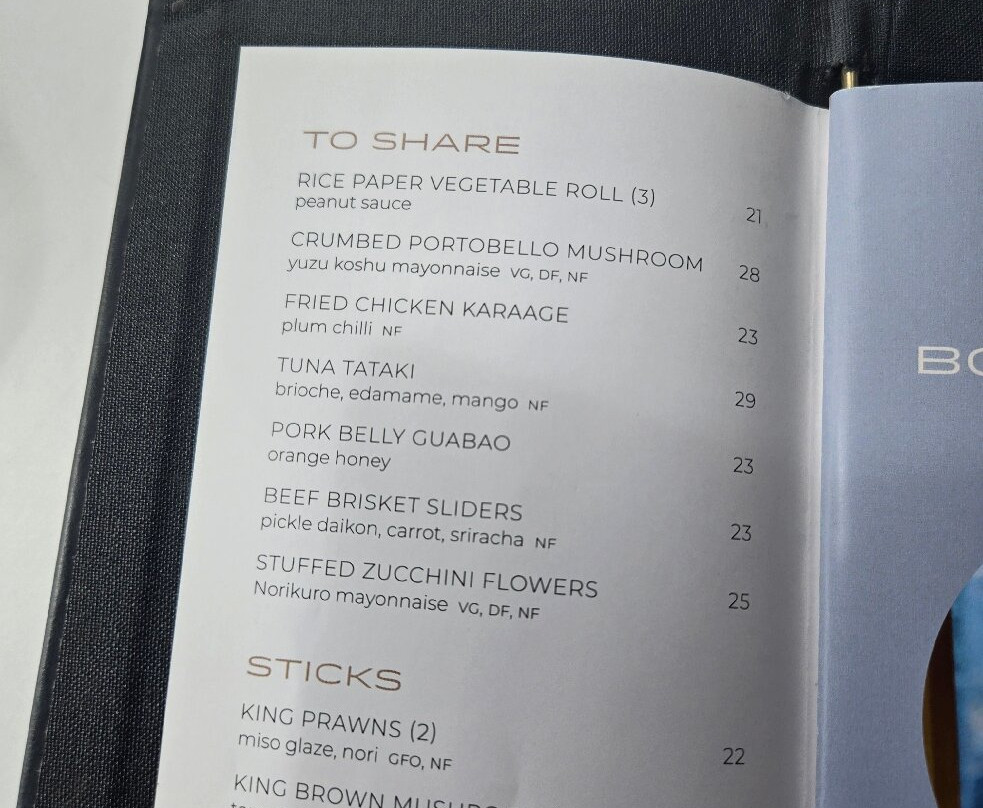 TO SHARE
RICE PAPER VEGETABLE ROLL (3)
peanut sauce 21
CRUMBED PORTOBELLO MUSHROOM
yuzu koshu mayonnaise VG, DF, NF 28
FRIED CHICKEN KARAAGE
plum chilli NF 23
TUNA TATAKI
brioche, edamame, mango NF 29
PORK BELLY GUABAO
orange honey 23
BEEF BRISKET SLIDERS
pickle daikon, carrot, sriracha NF 23
STUFFED ZUCCHINI FLOWERS
Norikuro mayonnaise VG, DF, NF 25
STICKS
KING PRAWNS (2)
miso glaze, nori GFO, NF 22
KING BROWN